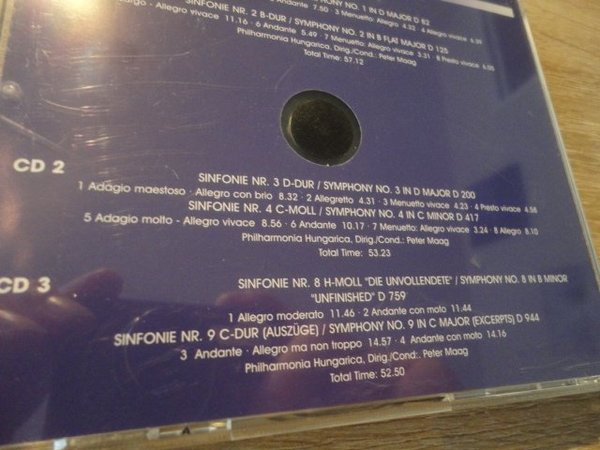 NR. 1 IN D MAJOR D 82
Allegro vivace 7.50 3 Menuetto: Allegro 4.32 · 4 Allegro
SINFONIE NR. 2 B-DUR / SYMPHONY NO. 2 IN B FLAT MAJOR D 125
Allegro vivace 11.16 · 6 Andante · 5.49 · 7 Menuetto: Allegro vivace 3.31 · 8 Presto vivace 6.05
Philharmonia Hungarica, Dirig./Cond.: Peter Maag
Total Time: 57.12
CD 2
SINFONIE NR. 3 D-DUR / SYMPHONY NO. 3 IN D MAJOR D 200
1 Adagio maestoso · Allegro con brio 8.32 · 2 Allegretto 4.31 · 3 Menuetto vivace 4.23 · 4 Presto vivace 4.58
SINFONIE NR. 4 C-MOLL / SYMPHONY NO. 4 IN C MINOR D 417
5 Adagio molto - Allegro vivace 8.56 · 6 Andante 10.17 · 7 Menuetto: Allegro vivace 3.24 · 8 Allegro 8.10
Philharmonia Hungarica, Dirig./Cond.: Peter Maag
Total Time: 53.23
CD 3
SINFONIE NR. 8 H-MOLL "DIE UNVOLLENDETE" / SYMPHONY NO. 8 IN B MINOR
"UNFINISHED" D 759
1 Allegro moderato 11.46 · 2 Andante con moto 11.44
SINFONIE NR. 9 C-DUR (AUSZÜGE) / SYMPHONY NO. 9 IN C MAJOR (EXCERPTS) D 944
3 Andante · Allegro ma non troppo 14.57 · 4 Andante con moto 14.16
Philharmonia Hungarica, Dirig./Cond.: Peter Maag
Total Time: 52.50